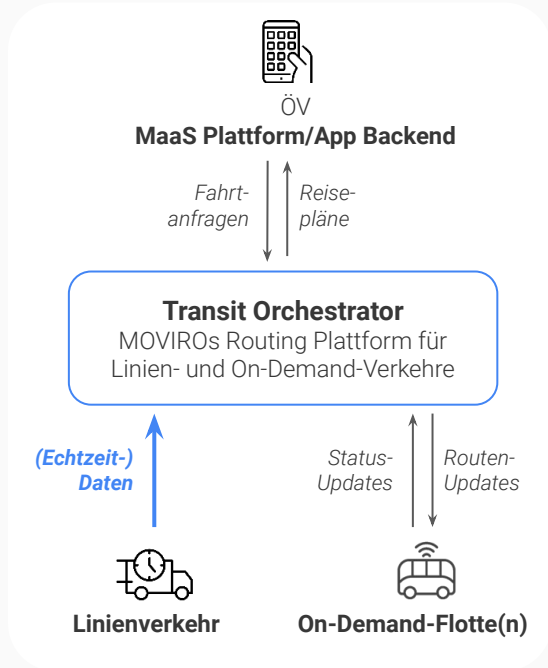 ÖV
MaaS Plattform/App Backend
Fahrt-
anfragen
Reise-
pläne
Transit Orchestrator
MOVIROs Routing Plattform für
Linien- und On-Demand-Verkehre
(Echtzeit-)
Daten
Status-
Updates
Routen-
Updates
Linienverkehr
On-Demand-Flotte(n)